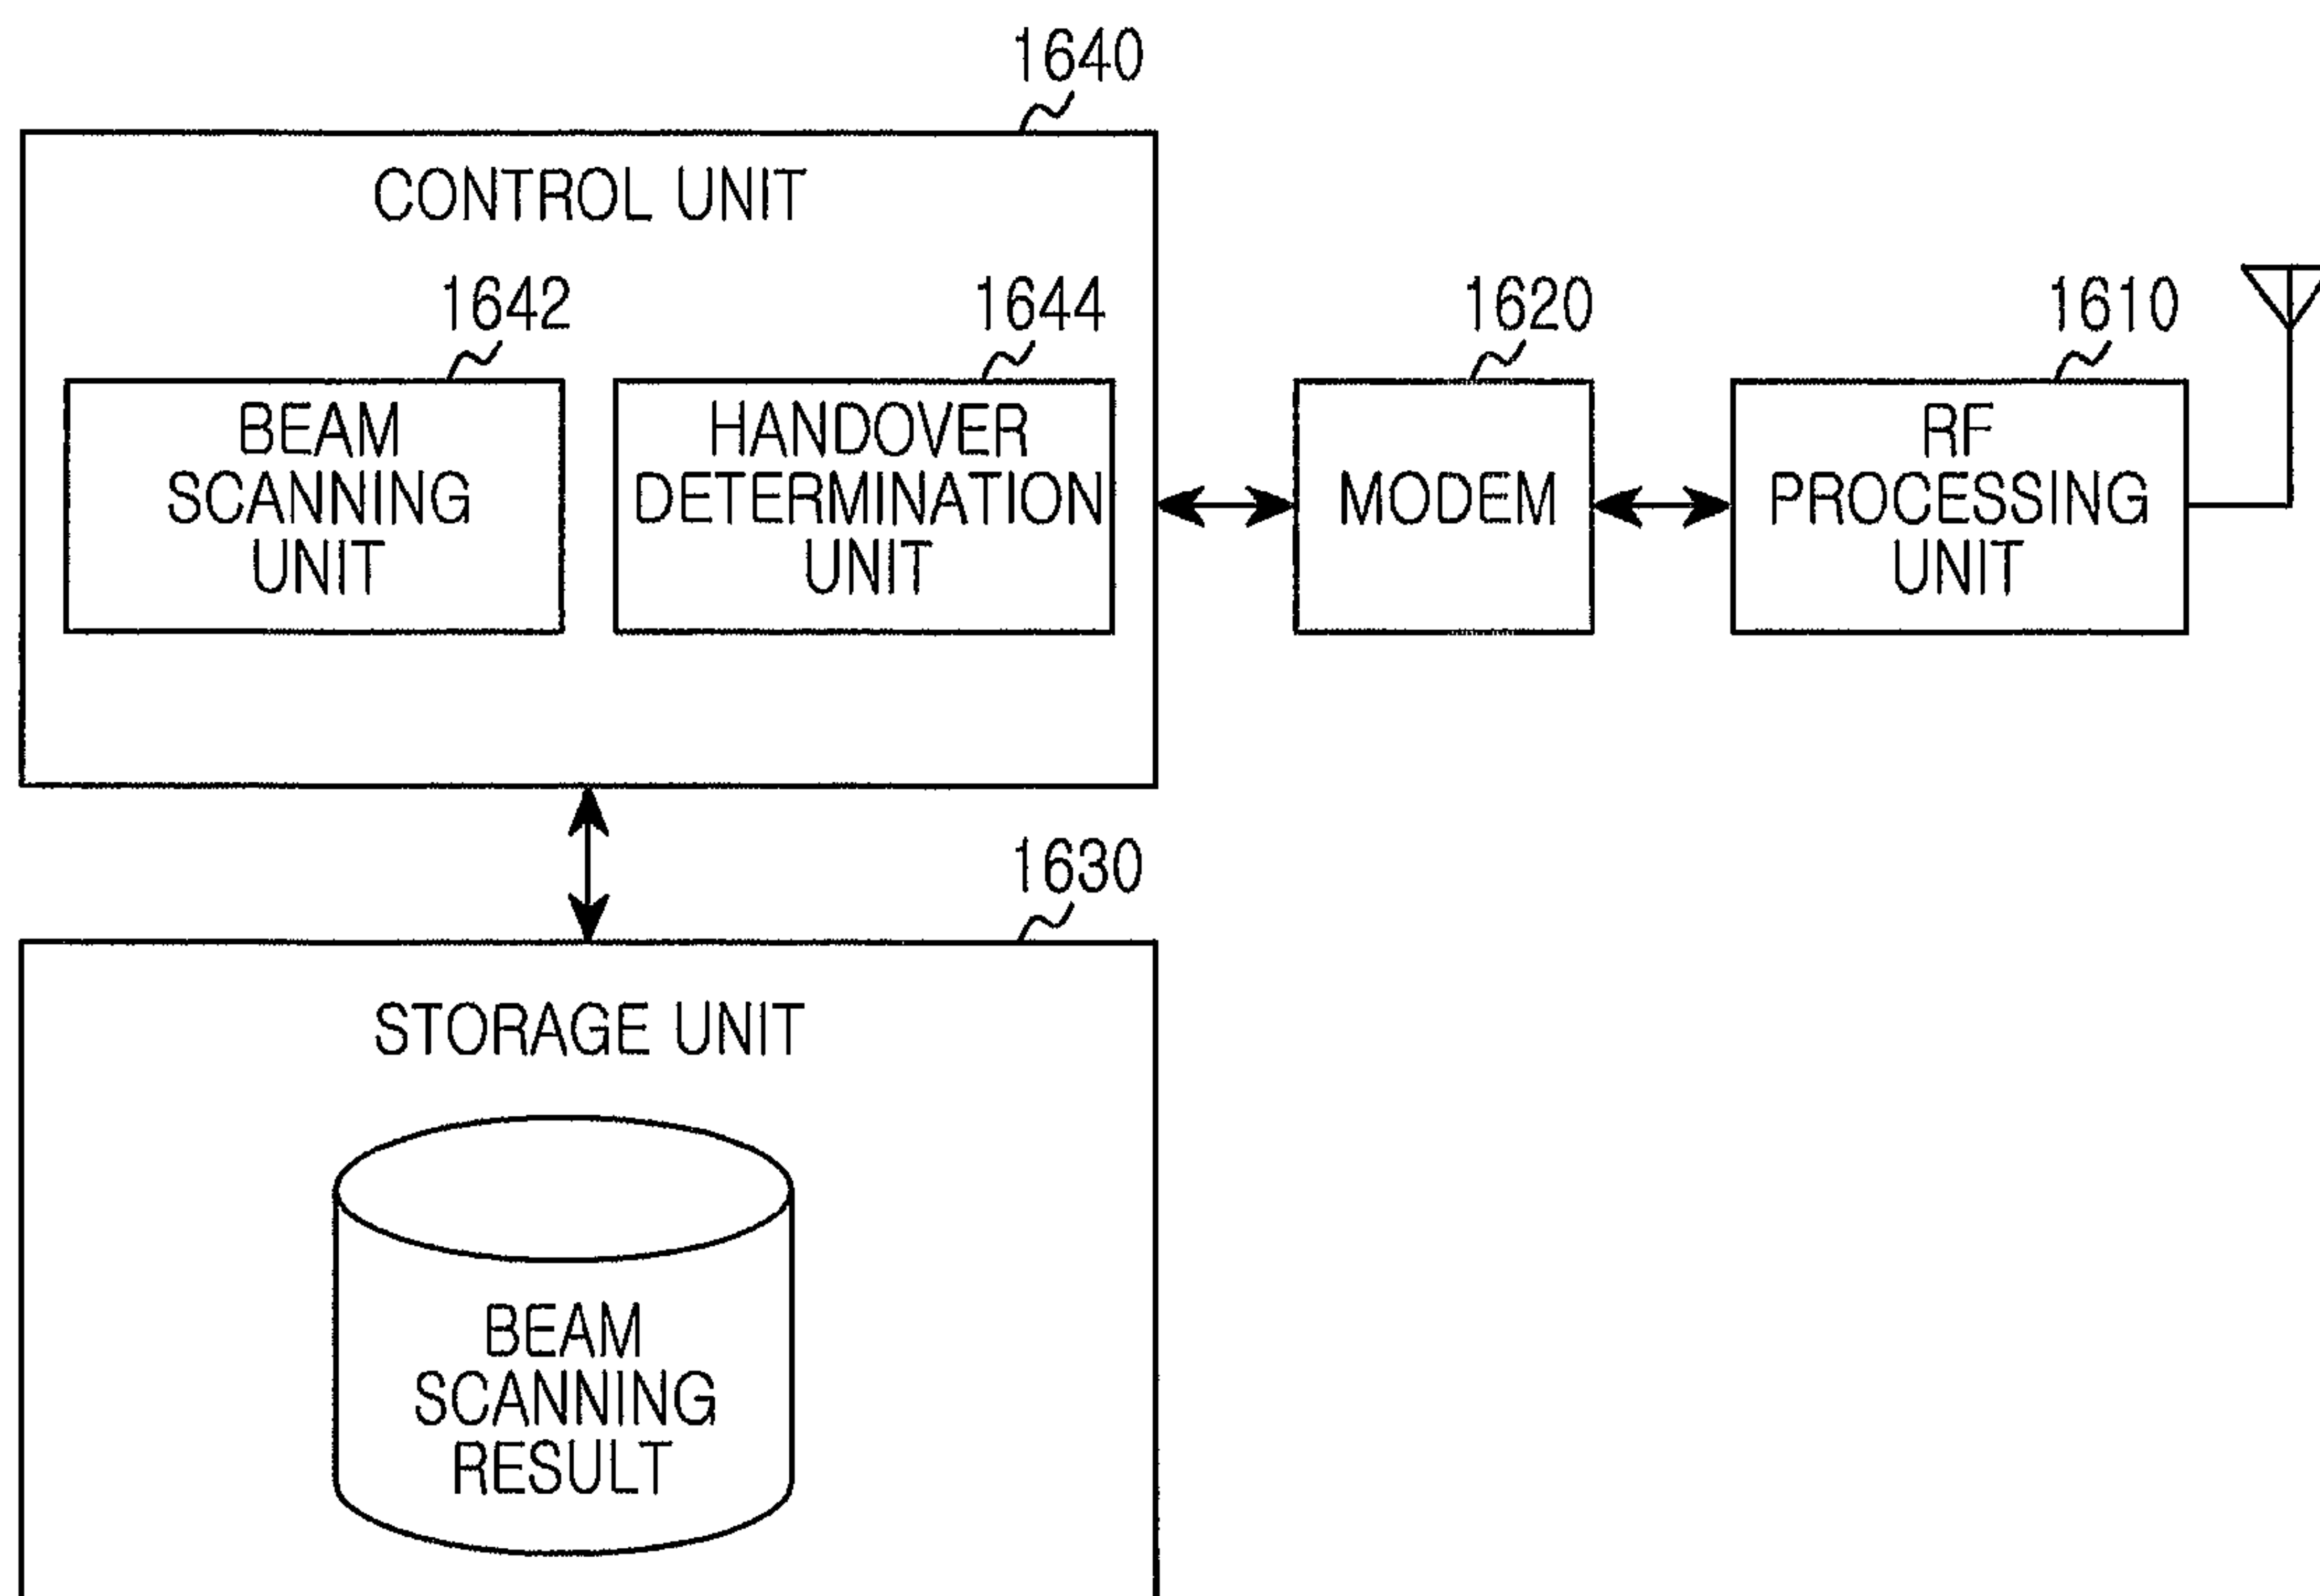 1640
CONTROL UNIT
1642
1644
1620
1610
BEAM
SCANNING
UNIT
HANDOVER
DETERMINATION
UNIT
MODEM
RF
PROCESSING
UNIT
1630
STORAGE UNIT
BEAM
SCANNING
RESULT